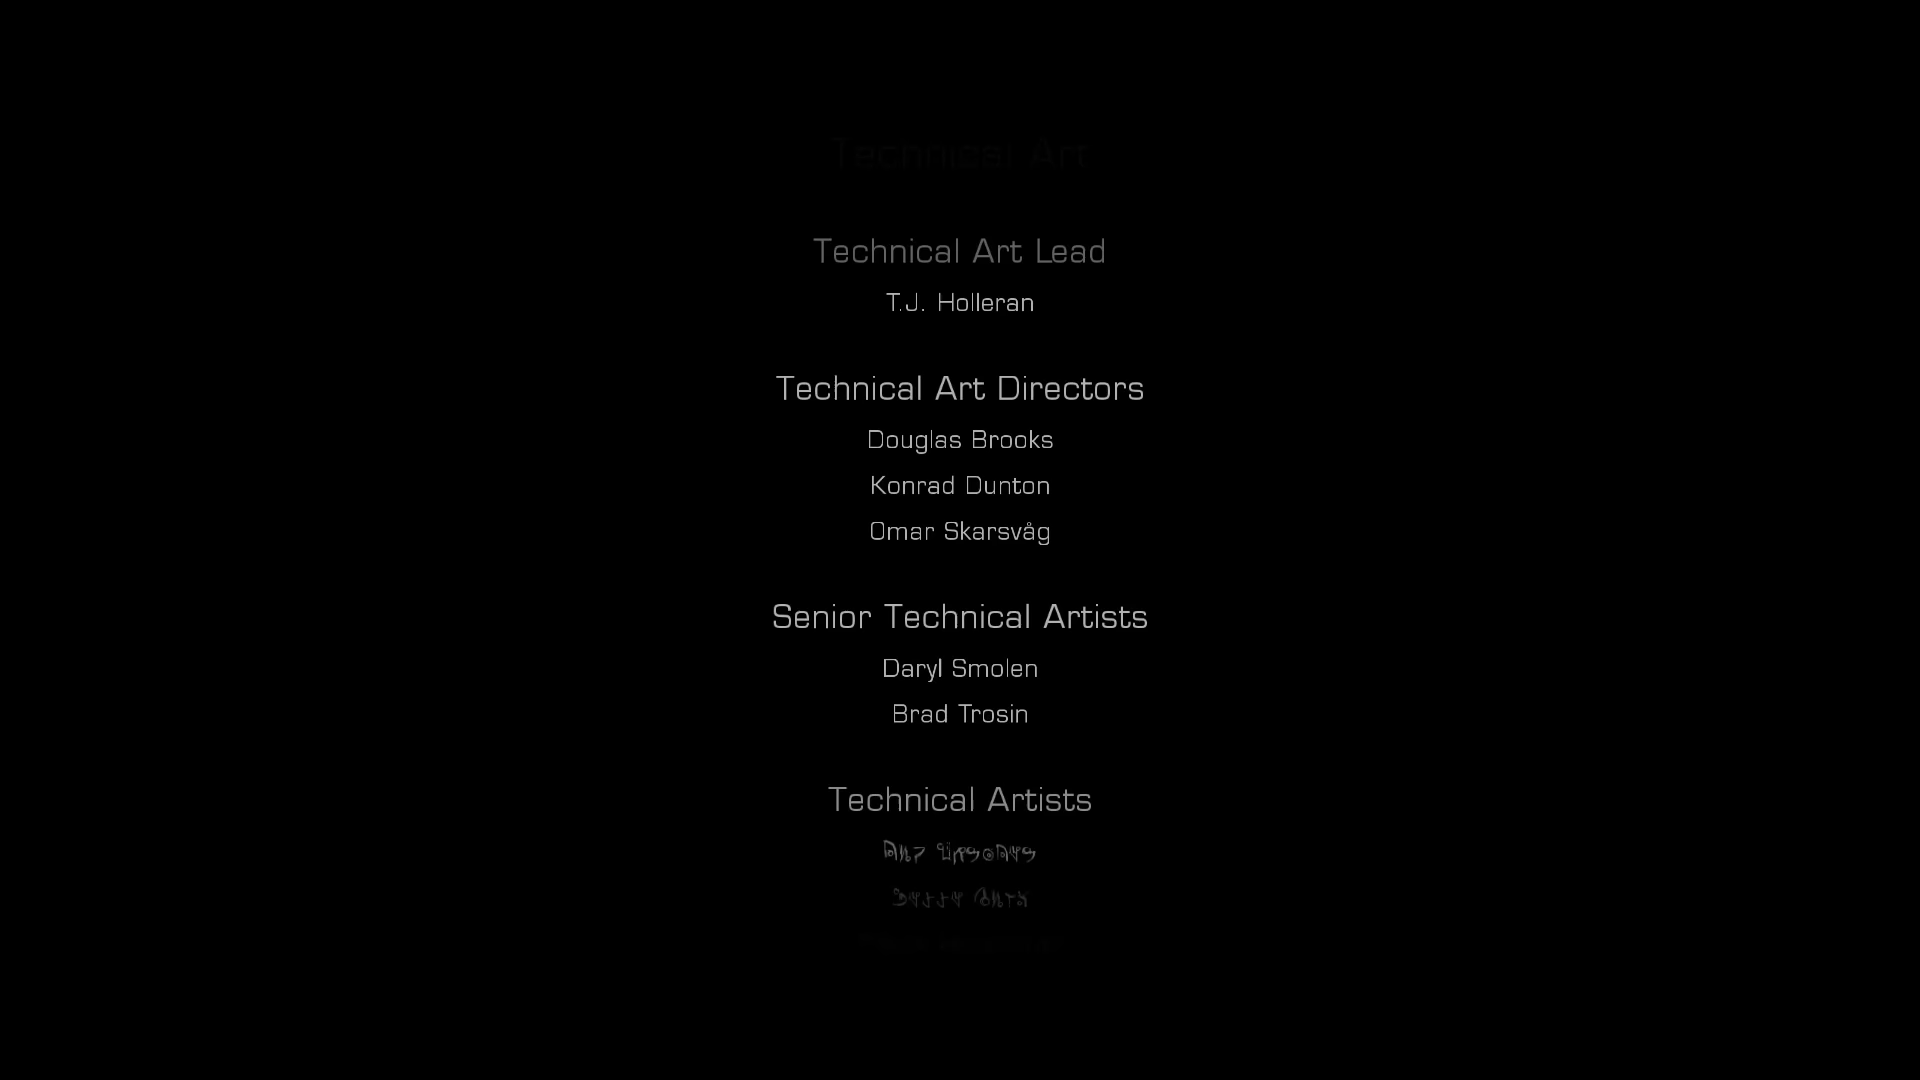 Technical Art
Technical Art Lead
T.J. Holleran
Technical Art Directors
Douglas Brooks
Konrad Dunton
Omar Skarsvåg
Senior Technical Artists
Daryl Smolen
Brad Trosin
Technical Artists